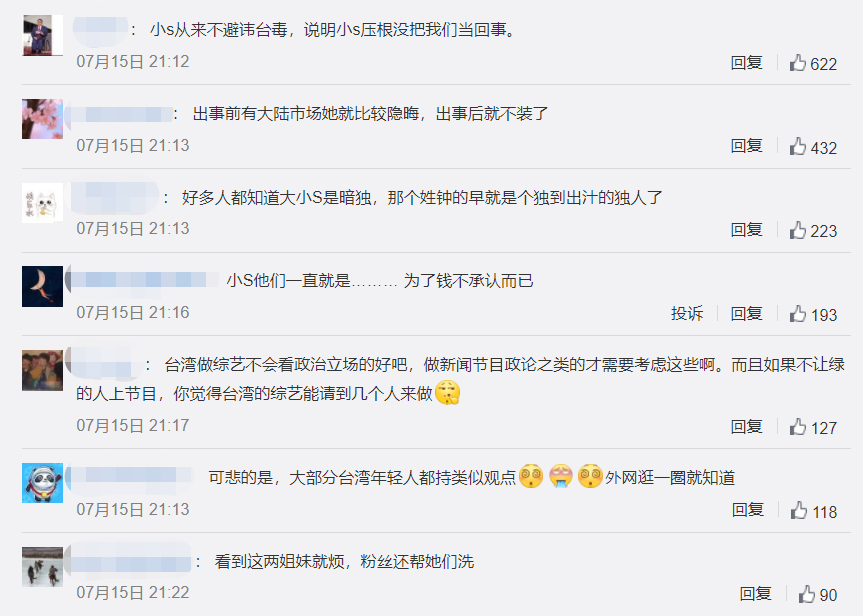 ：小s从来不避讳台毒，说明小s压根没把我们当回事。
07月15日 21:12 回复 622
：出事前有大陆市场她就比较隐晦，出事后就不装了
07月15日 21:13 回复 432
：好多人都知道大小S是暗独，那个姓钟的早就是个独到出汁的独人了
07月15日 21:13 回复 223
小S他们一直就是……… 为了钱不承认而已
07月15日 21:16 投诉 回复 193
：台湾做综艺不会看政治立场的好吧，做新闻节目政论之类的才需要考虑这些啊。而且如果不让绿
的人上节目，你觉得台湾的综艺能请到几个人来做
07月15日 21:17 回复 127
可悲的是，大部分台湾年轻人都持类似观点外网逛一圈就知道
07月15日 21:13 回复 118
：看到这两姐妹就烦，粉丝还帮她们洗
07月15日 21:22 回复 90